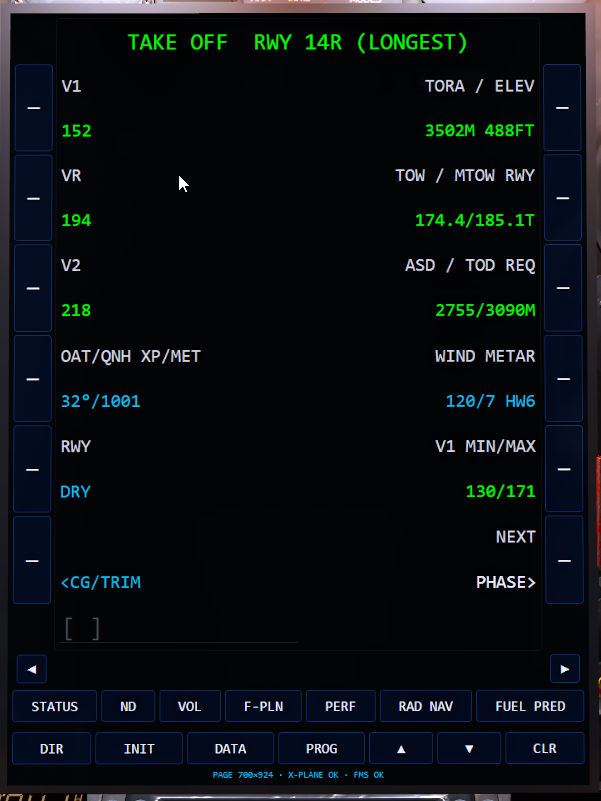 TAKE OFF RWY 14R (LONGEST)
V1 TORA / ELEV
152 3502M 488FT
VR TOW / MTOW RWY
194 174.4/185.1T
V2 ASD / TOD REQ
218 2755/3090M
OAT/QNH XP/MET WIND METAR
32°/1001 120/7 HW6
RWY V1 MIN/MAX
DRY 130/171
NEXT
<CG/TRIM PHASE>
[ ]
◀ ▶
STATUS ND VOL F-PLN PERF RAD NAV FUEL PRED
DIR INIT DATA PROG ▲ ▼ CLR
PAGE 700×924 · X-PLANE OK · FMS OK